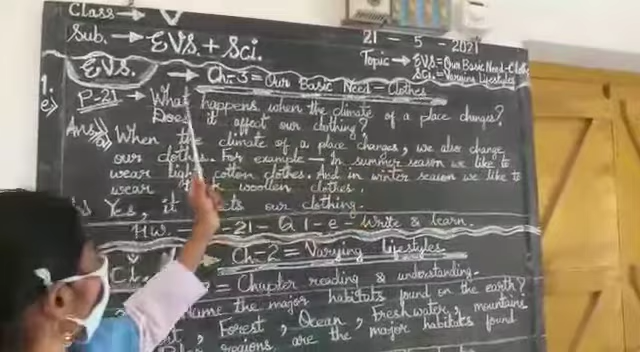 Class → V
21 - 5 - 2021
Sub. → EVS + Sci.
Topic → EVS = Our Basic Need - Clothes
Sci. = Varying Lifestyles
EVS. → Ch-3 = Our Basic Need - Clothes
1.
e) P-21 → What happens when the climate of a place changes?
Does it affect our clothing?
Ans) When the climate of a place changes, we also change
our clothes. For example - In summer season we like to
wear light cotton clothes. And in winter season we like to
wear woollen clothes.
Yes, it our clothing.
H.W. - 21 - Q 1 - e - Write & learn.
Ch-2 = Varying Lifestyles
= Chapter reading & understanding.
Name the major habitats found on the earth?
Forest, Ocean, Freshwater, mountains
regions, are the major habitats found